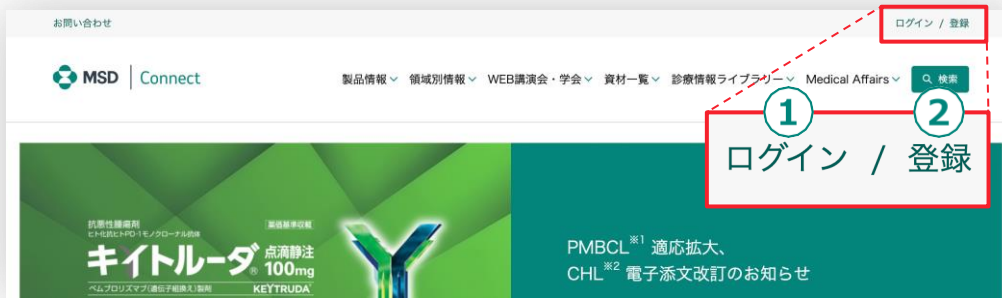 お問い合わせ
ログイン / 登録
MSD Connect
製品情報 領域別情報 WEB講演会・学会 資材一覧 診療情報ライブラリー Medical Affairs 検索
① ②
ログイン / 登録
抗悪性腫瘍剤
ヒト化抗ヒトPD-1モノクローナル抗体
薬価基準収載
キイトルーダ® 点滴静注 100mg
ペムブロリズマブ(遺伝子組換え)製剤 KEYTRUDA®
PMBCL※1 適応拡大、
CHL※2 電子添文改訂のお知らせ